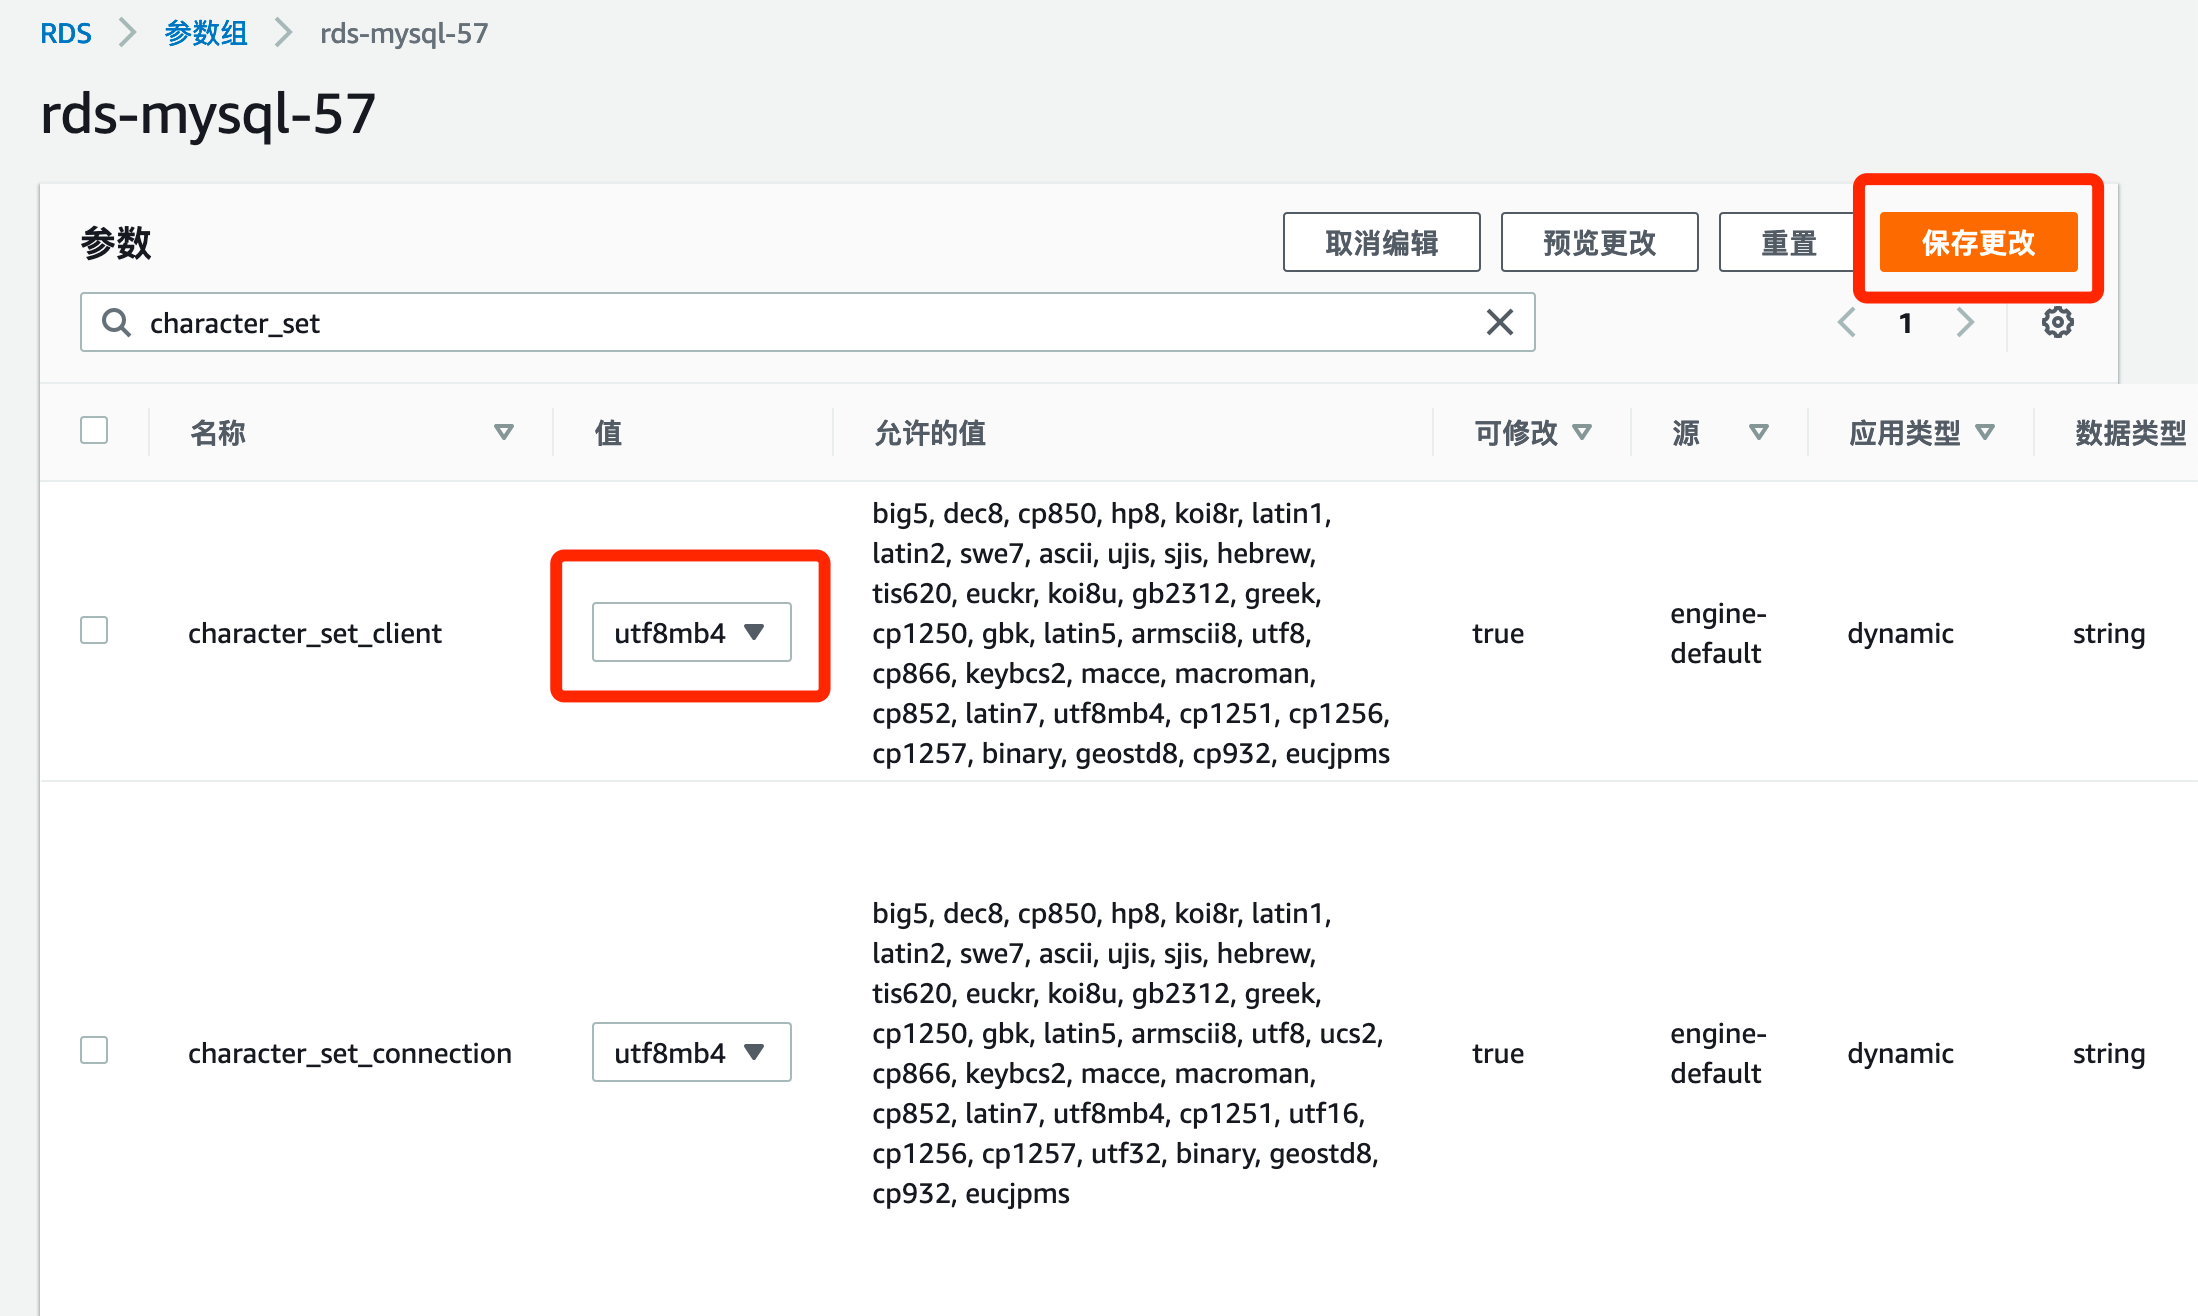 RDS 参数组 rds-mysql-57
rds-mysql-57
参数 取消编辑 预览更改 重置 保存更改
character_set 1
名称 值 允许的值 可修改 源 应用类型 数据类型
character_set_client utf8mb4
big5, dec8, cp850, hp8, koi8r, latin1,
latin2, swe7, ascii, ujis, sjis, hebrew,
tis620, euckr, koi8u, gb2312, greek,
cp1250, gbk, latin5, armscii8, utf8,
cp866, keybcs2, macce, macroman,
cp852, latin7, utf8mb4, cp1251, cp1256,
cp1257, binary, geostd8, cp932, eucjpms
true
engine-
default
dynamic
string
character_set_connection utf8mb4
big5, dec8, cp850, hp8, koi8r, latin1,
latin2, swe7, ascii, ujis, sjis, hebrew,
tis620, euckr, koi8u, gb2312, greek,
cp1250, gbk, latin5, armscii8, utf8, ucs2,
cp866, keybcs2, macce, macroman,
cp852, latin7, utf8mb4, cp1251, utf16,
cp1256, cp1257, utf32, binary, geostd8,
cp932, eucjpms
true
engine-
default
dynamic
string